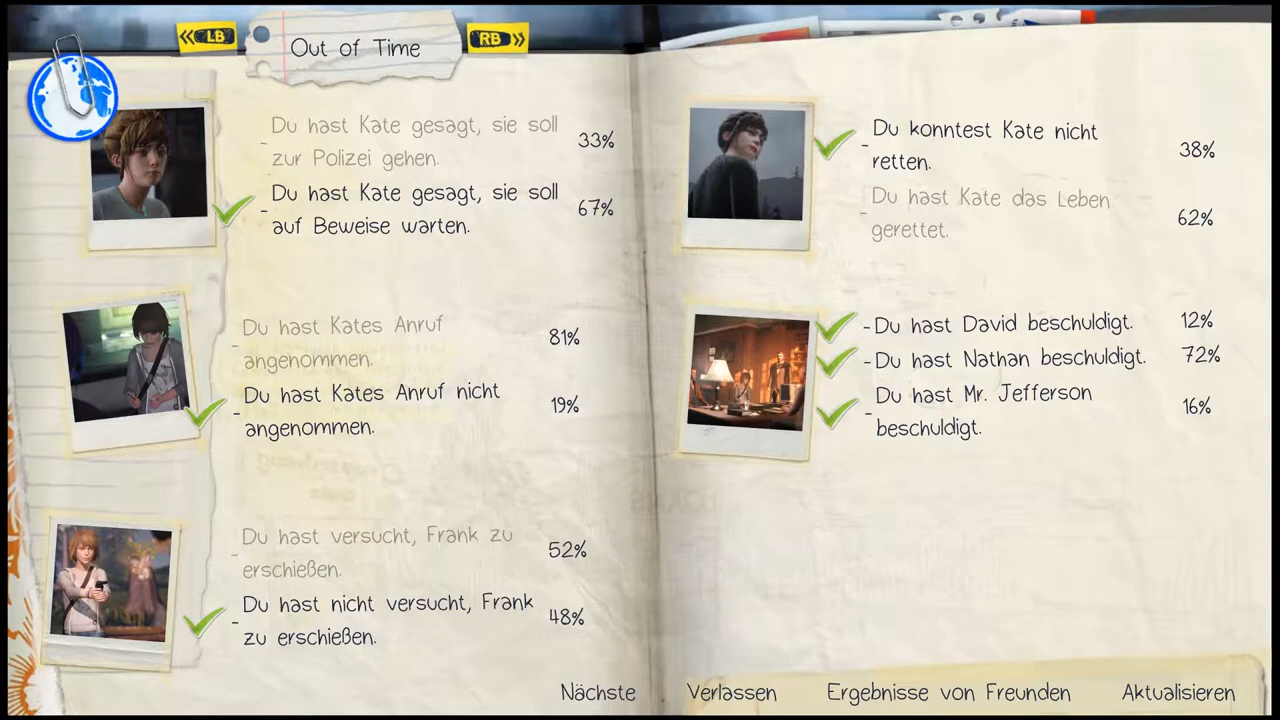 LB
Out of Time
RB
Du hast Kate gesagt, sie soll
zur Polizei gehen.
33%
Du hast Kate gesagt, sie soll
auf Beweise warten.
67%
Du hast Kates Anruf
angenommen.
81%
Du hast Kates Anruf nicht
angenommen.
19%
Du hast versucht, Frank zu
erschießen.
52%
Du hast nicht versucht, Frank
zu erschießen.
48%
Du konntest Kate nicht
retten.
38%
Du hast Kate das Leben
gerettet.
62%
Du hast David beschuldigt.
12%
Du hast Nathan beschuldigt.
72%
Du hast Mr. Jefferson
beschuldigt.
16%
Nächste
Verlassen
Ergebnisse von Freunden
Aktualisieren